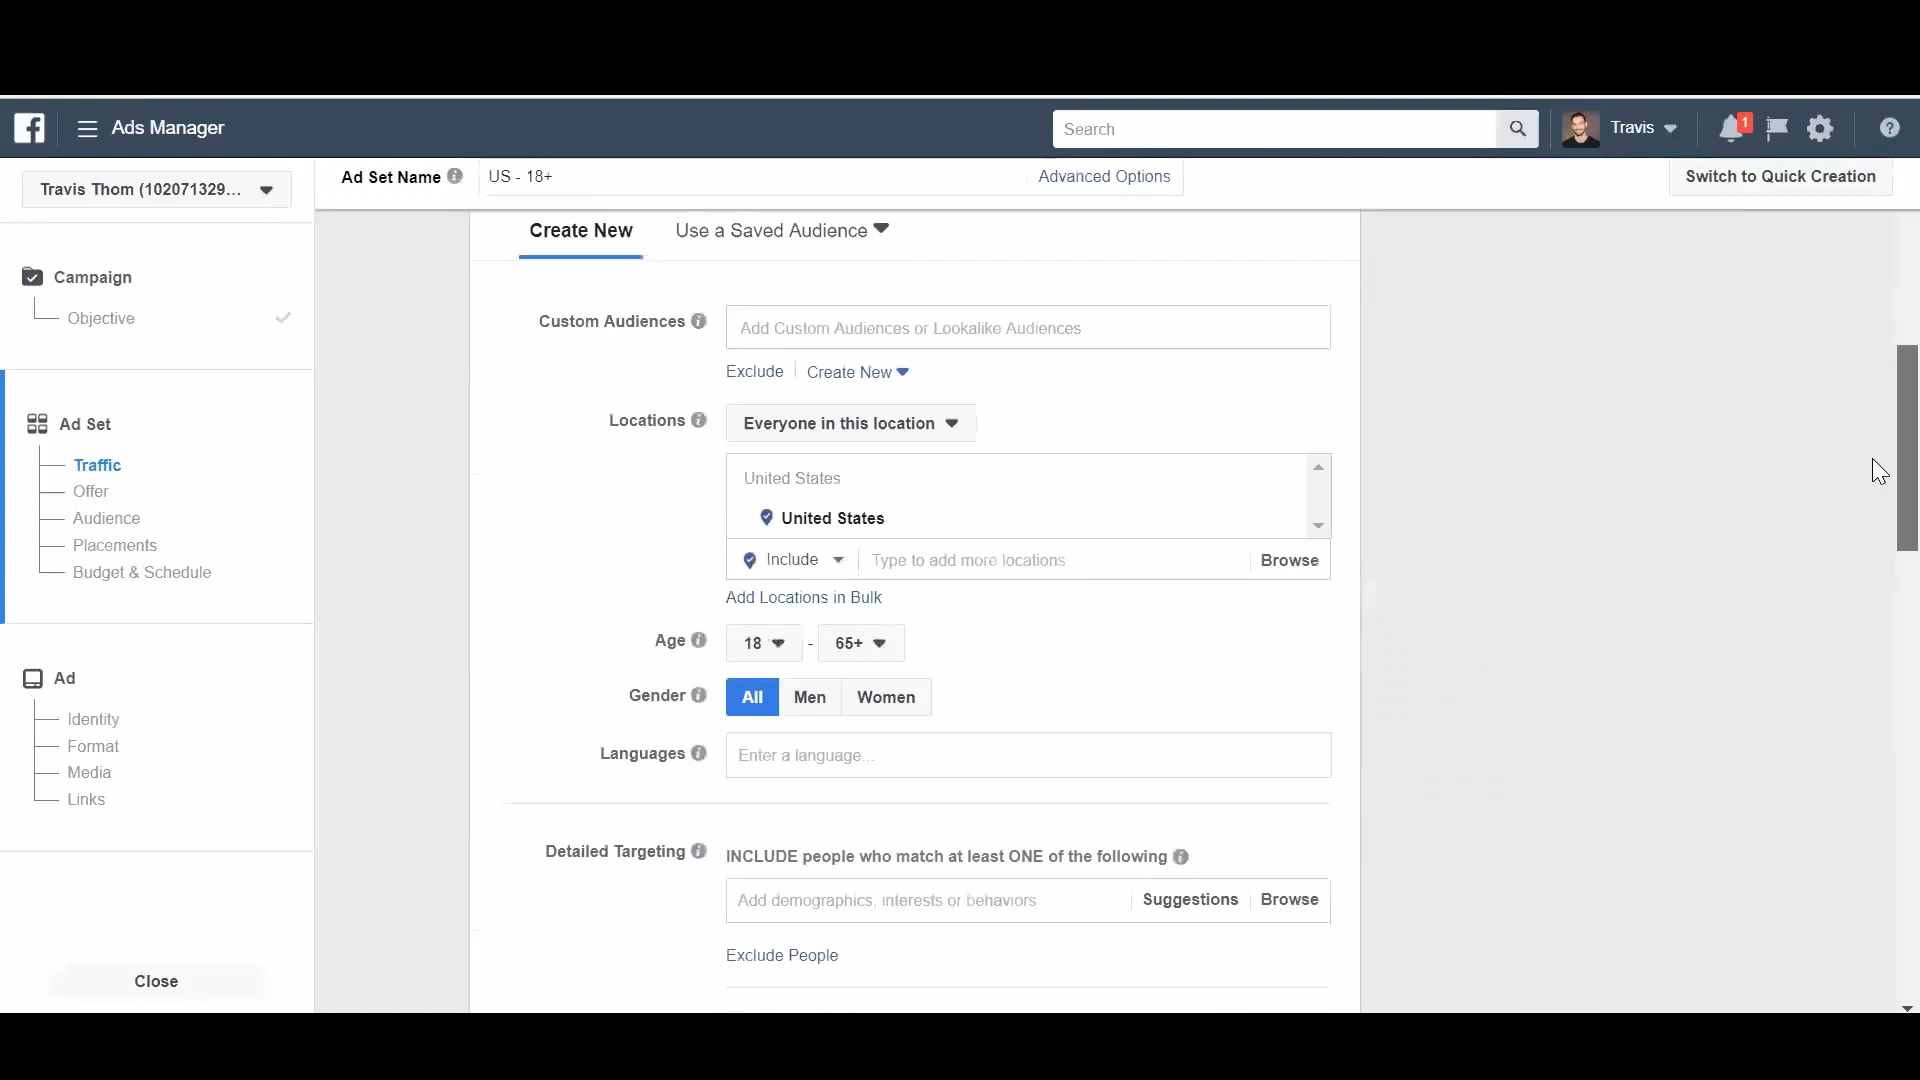 Ads Manager
Search
Travis
1
Travis Thom (102071329...
Ad Set Name
US - 18+
Advanced Options
Switch to Quick Creation
Campaign
Objective
Ad Set
Traffic
Offer
Audience
Placements
Budget & Schedule
Ad
Identity
Format
Media
Links
Close
Create New
Use a Saved Audience
Custom Audiences
Add Custom Audiences or Lookalike Audiences
Exclude
Create New
Locations
Everyone in this location
United States
United States
Include
Type to add more locations
Browse
Add Locations in Bulk
Age
18 - 65+
Gender
All Men Women
Languages
Enter a language...
Detailed Targeting
INCLUDE people who match at least ONE of the following
Add demographics, interests or behaviors
Suggestions
Browse
Exclude People